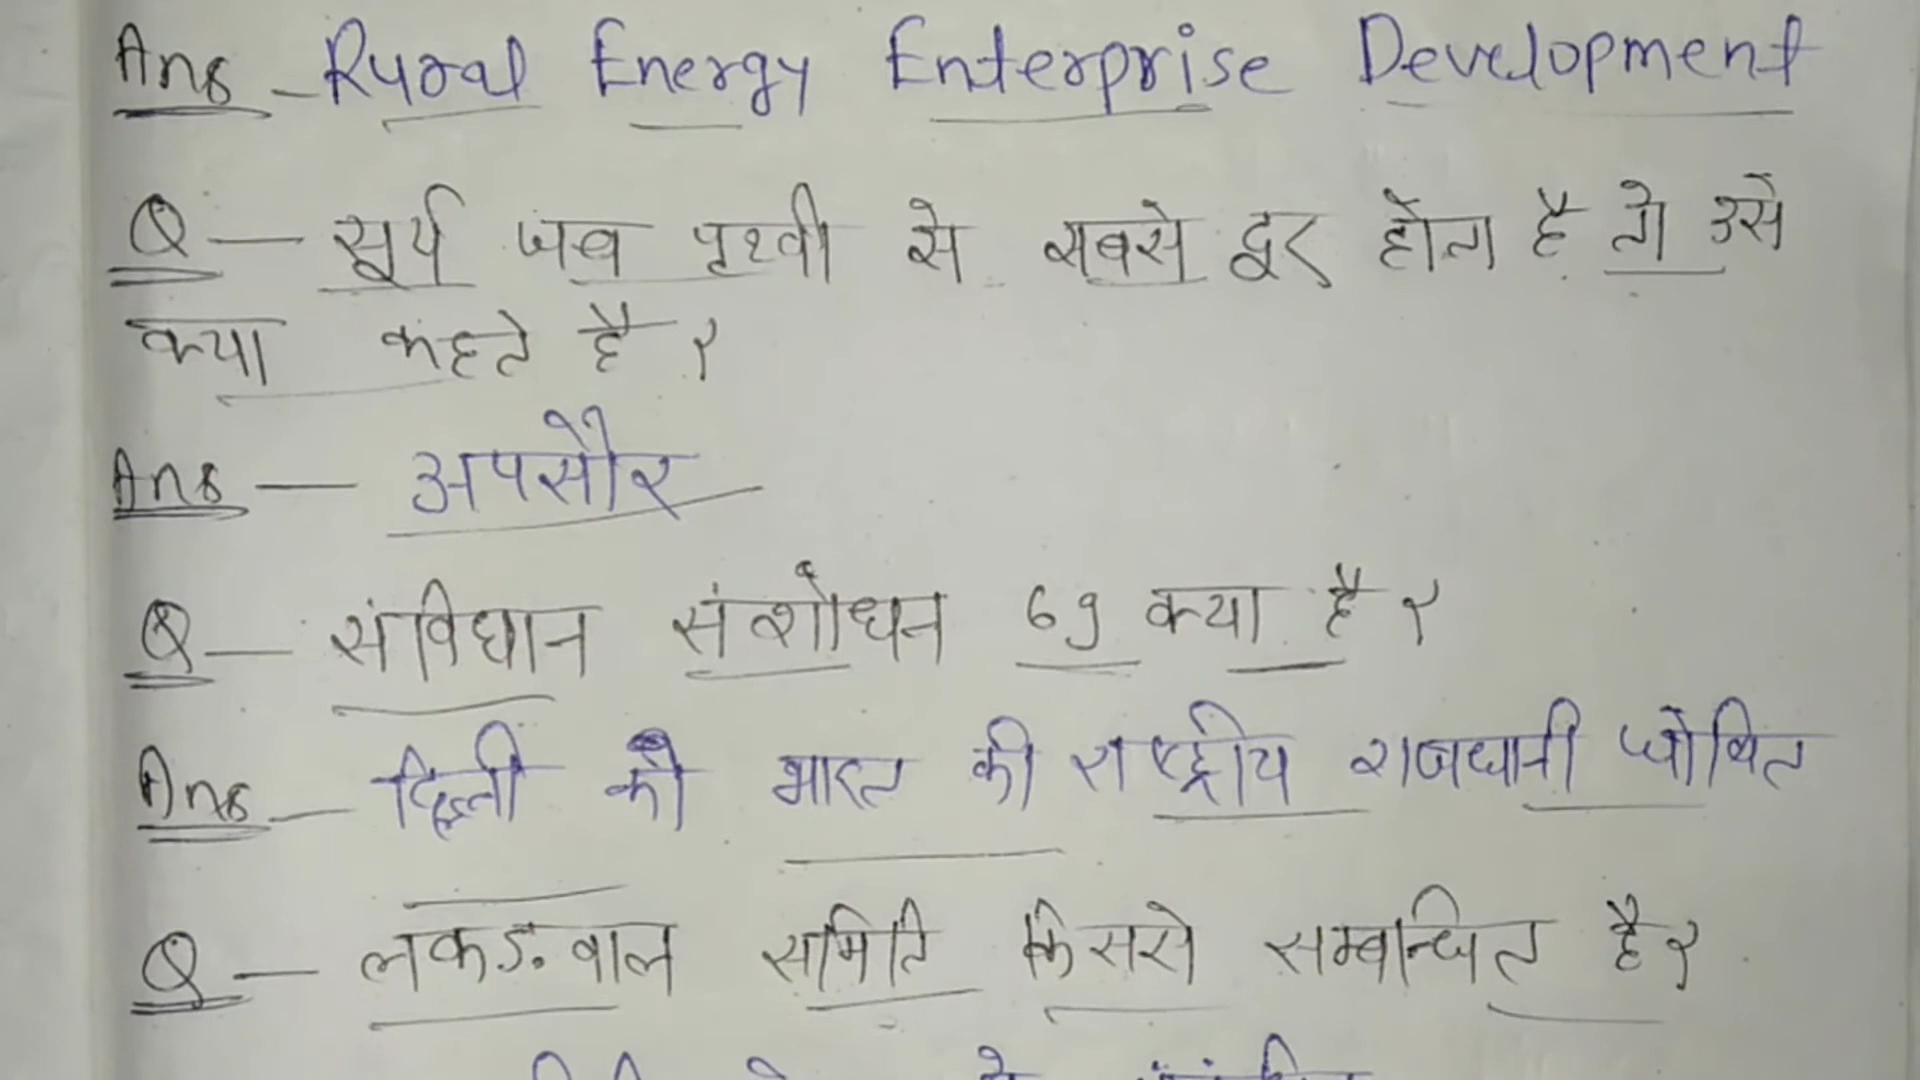 Ans - Rural Energy Enterprise Development
Q - सूर्य जब पृथ्वी से सबसे दूर होता है तो उसे
क्या कहते है ?
Ans - अपसौर
Q - संविधान संशोधन 69 क्या है ?
Ans - दिल्ली को भारत की राष्ट्रीय राजधानी घोषित
Q - लकड़वाल समिति किससे सम्बन्धित है ?